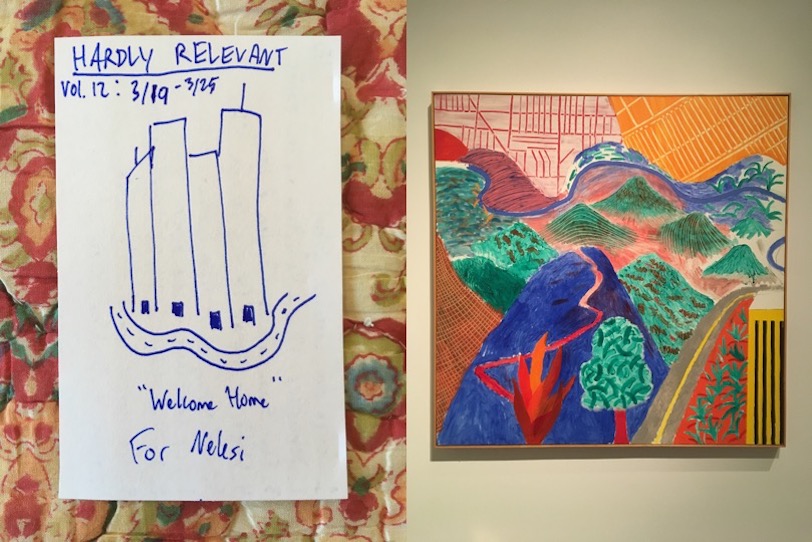 HARDLY RELEVANT
Vol. 12: 3/19 - 3/25
"Welcome Home"
For Nelesi